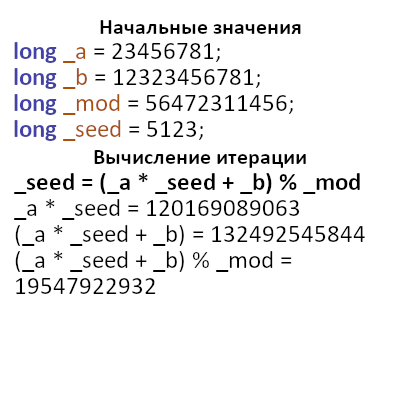 Начальные значения
long _a = 23456781;
long _b = 12323456781;
long _mod = 56472311456;
long _seed = 5123;
Вычисление итерации
_seed = (_a * _seed + _b) % _mod
_a * _seed = 120169089063
(_a * _seed + _b) = 132492545844
(_a * _seed + _b) % _mod =
19547922932